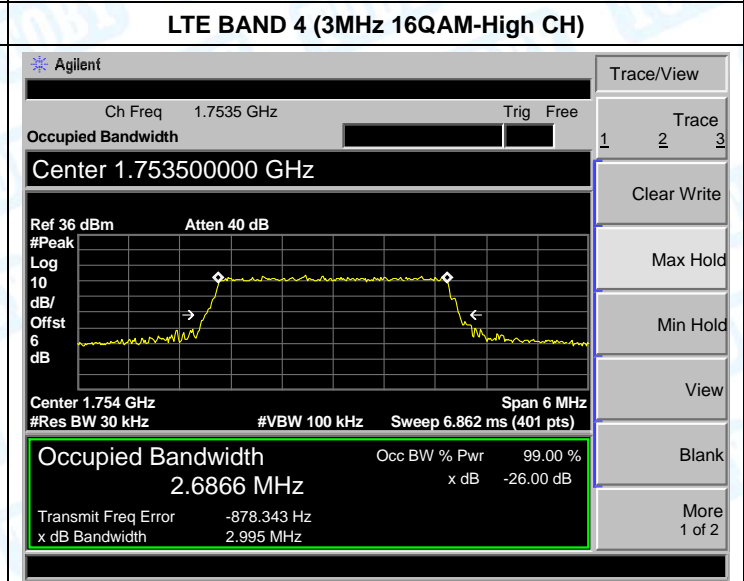 LTE BAND 4 (3MHz 16QAM-High CH)
Agilent
Ch Freq 1.7535 GHz Trig Free
Occupied Bandwidth
Center 1.753500000 GHz
Ref 36 dBm Atten 40 dB
#Peak
Log
10
dB/
Offst
6
dB
Center 1.754 GHz Span 6 MHz
#Res BW 30 kHz #VBW 100 kHz Sweep 6.862 ms (401 pts)
Occupied Bandwidth Occ BW % Pwr 99.00 %
2.6866 MHz x dB -26.00 dB
Transmit Freq Error -878.343 Hz
x dB Bandwidth 2.995 MHz
Trace/View
Trace
1 2 3
Clear Write
Max Hold
Min Hold
View
Blank
More
1 of 2